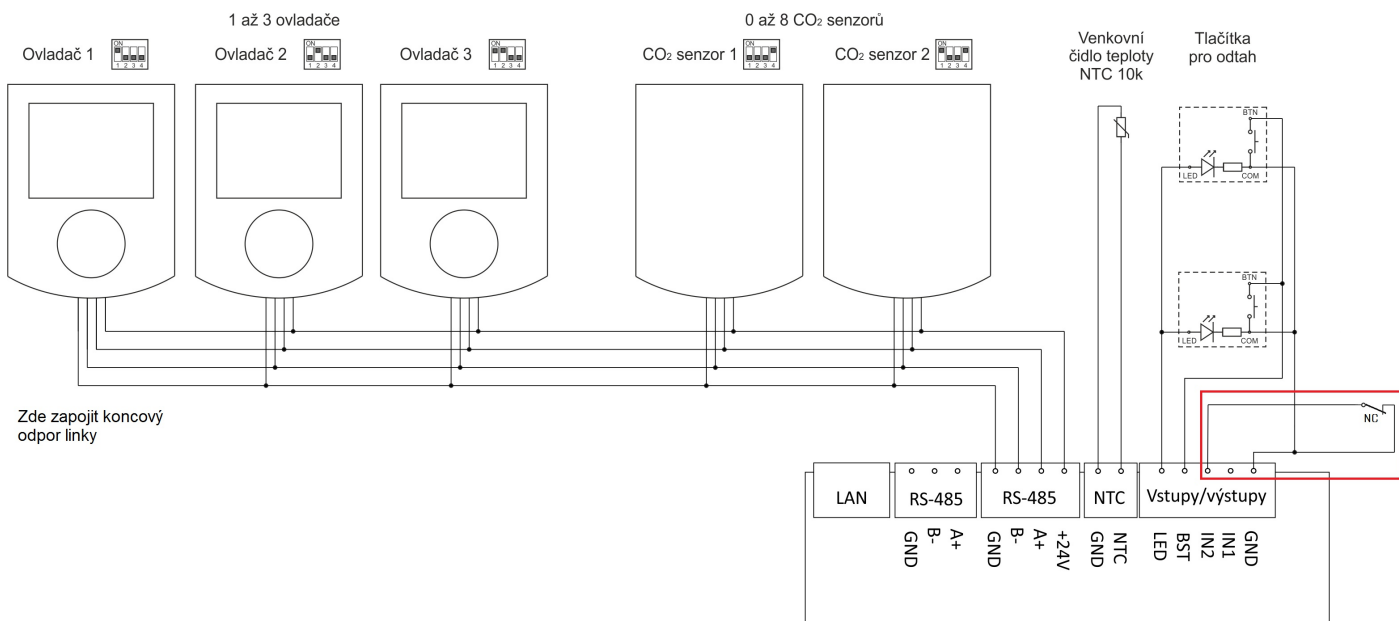 1 až 3 ovladače
0 až 8 CO₂ senzorů
Ovladač 1
ON
1 2 3 4
Ovladač 2
ON
1 2 3 4
Ovladač 3
ON
1 2 3 4
CO₂ senzor 1
ON
1 2 3 4
CO₂ senzor 2
ON
1 2 3 4
Venkovní
čidlo teploty
NTC 10k
Tlačítka
pro odtah
BTN
LED
COM
BTN
LED
COM
Zde zapojit koncový
odpor linky
NC
LAN
RS-485
RS-485
NTC
Vstupy/výstupy
GND
B-
A+
GND
B-
A+
+24V
GND
NTC
LED
BST
IN2
IN1
GND